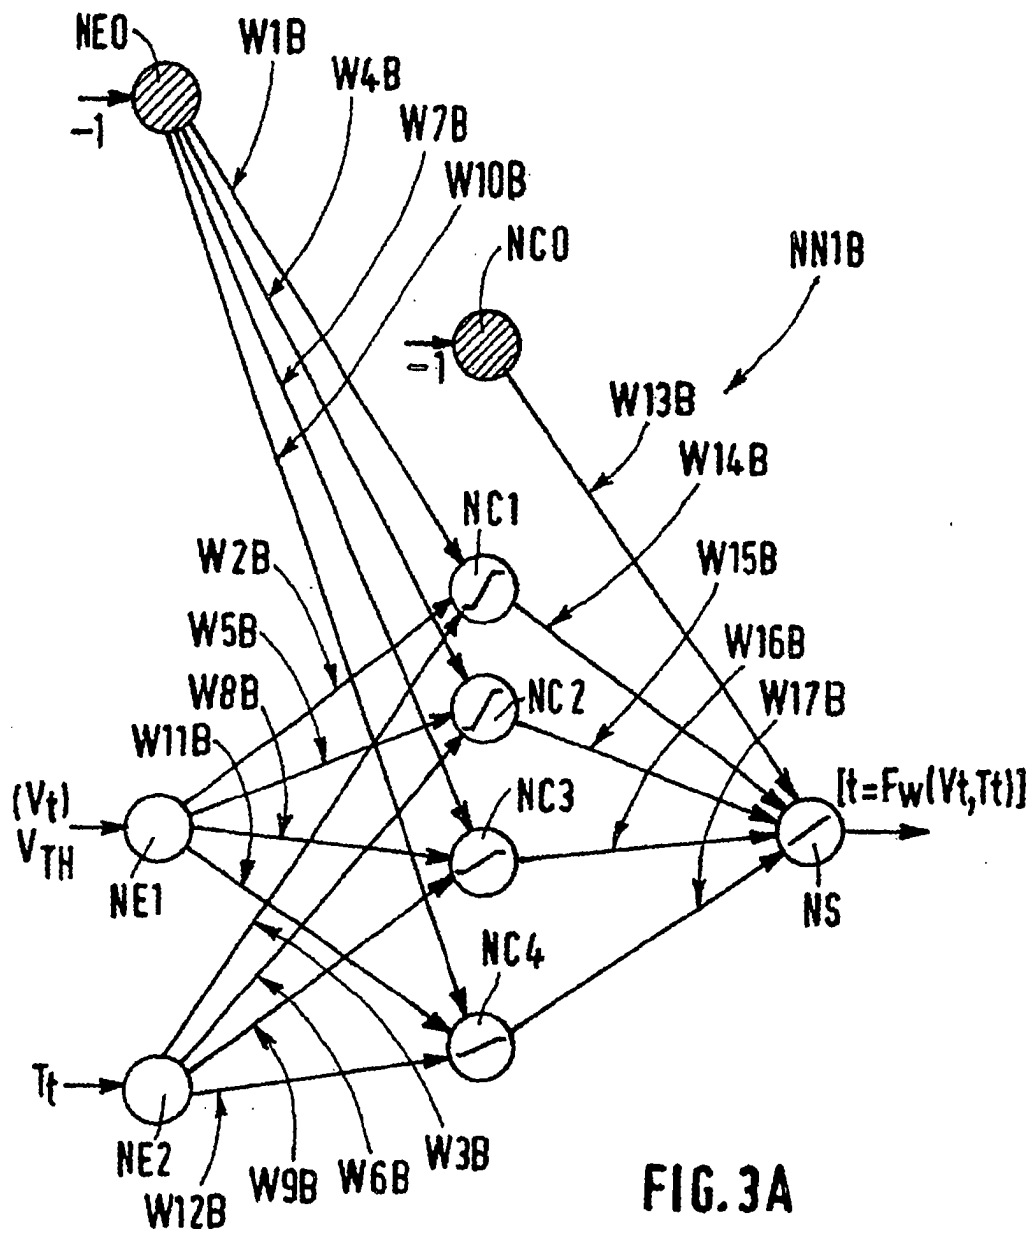 NE0
W1B
W4B
W7B
W10B
-1
NC0
NN1B
-1
W13B
W14B
NC1
W2B
W15B
W5B
W16B
W8B
NC2
W17B
W11B
(Vt)
VTH
NC3
[t=Fw(Vt,Tt)]
NE1
NS
NC4
Tt
NE2
W3B
W6B
W9B
W12B
FIG.3A